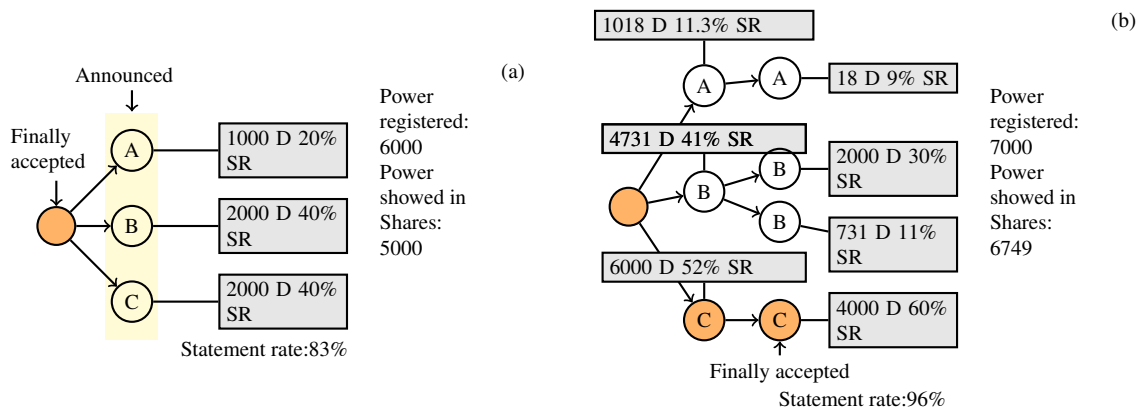 (a)
Announced
Finally
accepted
A
1000 D 20%
SR
B
2000 D 40%
SR
C
2000 D 40%
SR
Power
registered:
6000
Power
showed in
Shares:
5000
Statement rate:83%
(b)
1018 D 11.3% SR
A
A
18 D 9% SR
4731 D 41% SR
B
B
2000 D 30%
SR
B
731 D 11%
SR
6000 D 52% SR
C
C
4000 D 60%
SR
Power
registered:
7000
Power
showed in
Shares:
6749
Finally accepted
Statement rate:96%